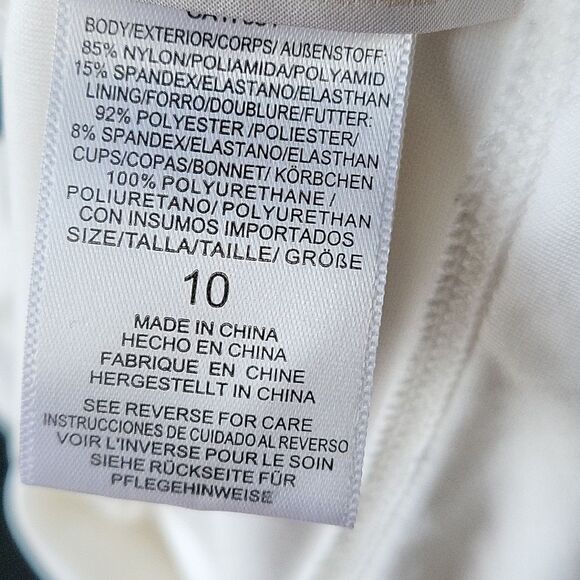 BODY/EXTERIOR/CORPS/ AUßENSTOFF:
85% NYLON/POLIAMIDA/POLYAMID
15% SPANDEX/ELASTANO/ELASTHAN
LINING/FORRO/DOUBLURE/FUTTER:
92% POLYESTER /POLIESTER/
8% SPANDEX/ELASTANO/ELASTHAN
CUPS/COPAS/BONNET/ KÖRBCHEN
100% POLYURETHANE /
POLIURETANO/ POLYURETHAN
CON INSUMOS IMPORTADOS
SIZE/TALLA/TAILLE/ GRÖßE
10
MADE IN CHINA
HECHO EN CHINA
FABRIQUE EN CHINE
HERGESTELLT IN CHINA
SEE REVERSE FOR CARE
INSTRUCCIONES DE CUIDADO AL REVERSO
VOIR L'INVERSE POUR LE SOIN
SIEHE RÜCKSEITE FÜR
PFLEGEHINWEISE